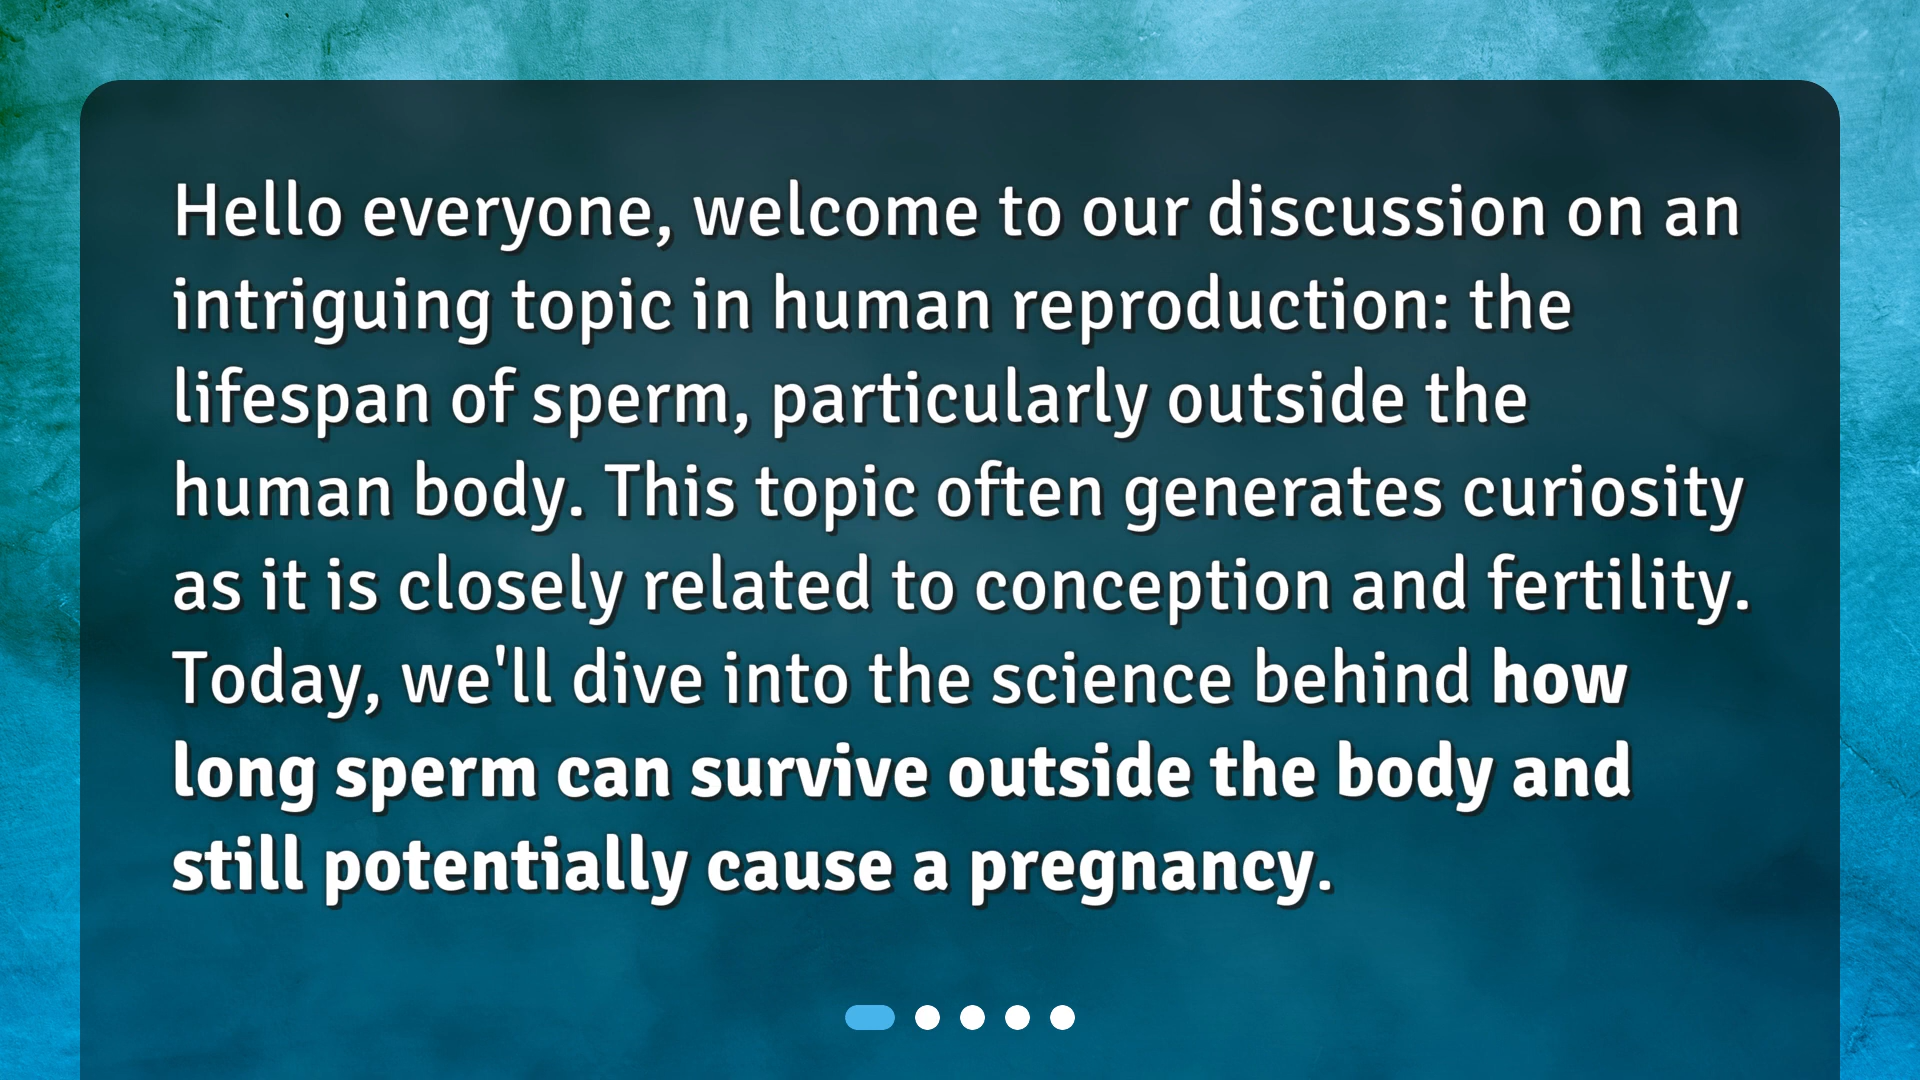 Hello everyone, welcome to our discussion on an
intriguing topic in human reproduction: the
lifespan of sperm, particularly outside the
human body. This topic often generates curiosity
as it is closely related to conception and fertility.
Today, we'll dive into the science behind how
long sperm can survive outside the body and
still potentially cause a pregnancy.